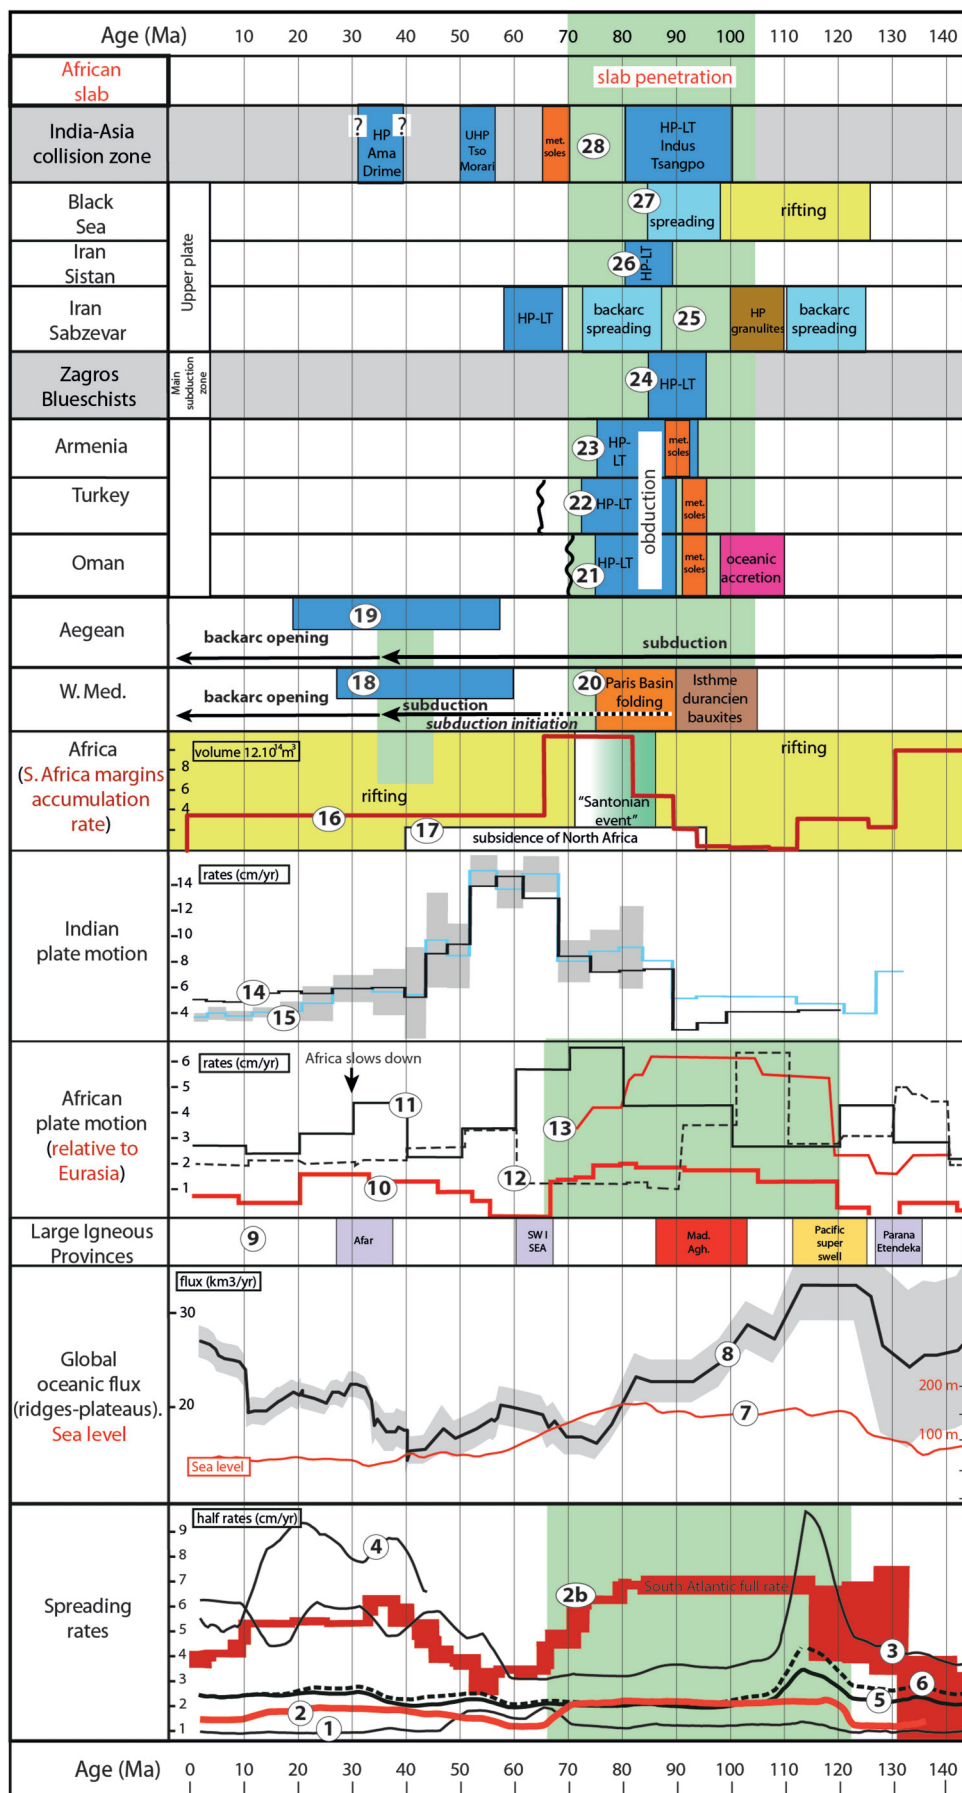 Age (Ma) 10 20 30 40 50 60 70 80 90 100 110 120 130 140
African
slab
slab penetration
India-Asia
collision zone
? ?
HP
Ama
Drime
UHP
Tso
Morari
met.
soles
28
HP-LT
Indus
Tsangpo
Upper plate
Black
Sea
27
spreading
rifting
Iran
Sistan
26
HP-LT
Iran
Sabzevar
HP-LT
backarc
spreading
25
HP
granulites
backarc
spreading
Zagros
Blueschists
Main
subduction
zone
24
HP-LT
Armenia
23
HP-
LT
met.
soles
obduction
Turkey
22
HP-LT
met.
soles
Oman
21
HP-LT
met.
soles
oceanic
accretion
Aegean
19
backarc opening
subduction
W. Med.
18
backarc opening
subduction
subduction initiation
20
Paris Basin
folding
Isthme
durancien
bauxites
Africa
(S. Africa margins
accumulation
rate)
volume 12.10¹⁴m³
8
6
4
2
rifting
16
17
"Santonian
event"
subsidence of North Africa
rifting
Indian
plate motion
rates (cm/yr)
14
12
10
8
6
4
14
15
African
plate motion
(relative to
Eurasia)
rates (cm/yr)
6
5
4
3
2
1
Africa slows down
11
10
12
13
Large Igneous
Provinces
9
Afar
SW I
SEA
Mad.
Agh.
Pacific
super
swell
Parana
Etendeka
Global
oceanic flux
(ridges-plateaus).
Sea level
flux (km3/yr)
30
20
8
7
200 m
100 m
Sea level
Spreading
rates
half rates (cm/yr)
9
8
7
6
5
4
3
2
1
4
2b
South Atlantic full rate
3
6
5
2
1
Age (Ma) 0 10 20 30 40 50 60 70 80 90 100 110 120 130 140